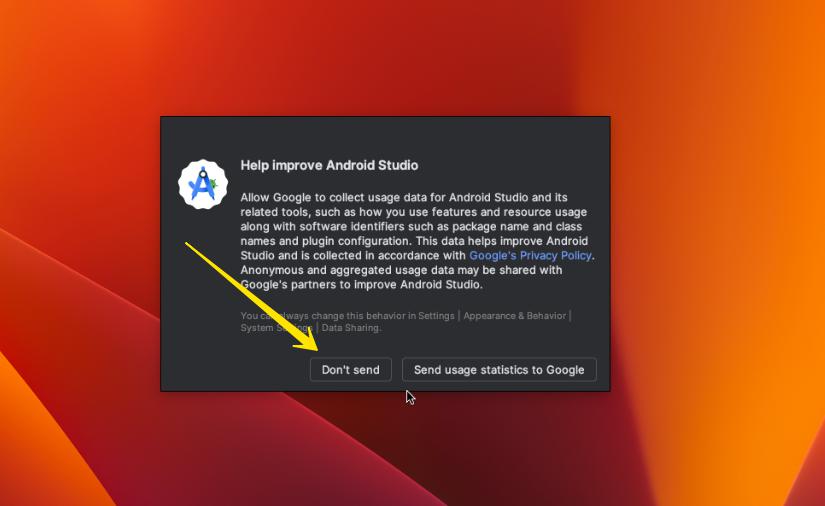 Help improve Android Studio
Allow Google to collect usage data for Android Studio and its
related tools, such as how you use features and resource usage
along with software identifiers such as package name and class
names and plugin configuration. This data helps improve Android
Studio and is collected in accordance with Google's Privacy Policy.
Anonymous and aggregated usage data may be shared with
Google's partners to improve Android Studio.
You can always change this behavior in Settings | Appearance & Behavior |
System Settings | Data Sharing.
Don't send
Send usage statistics to Google